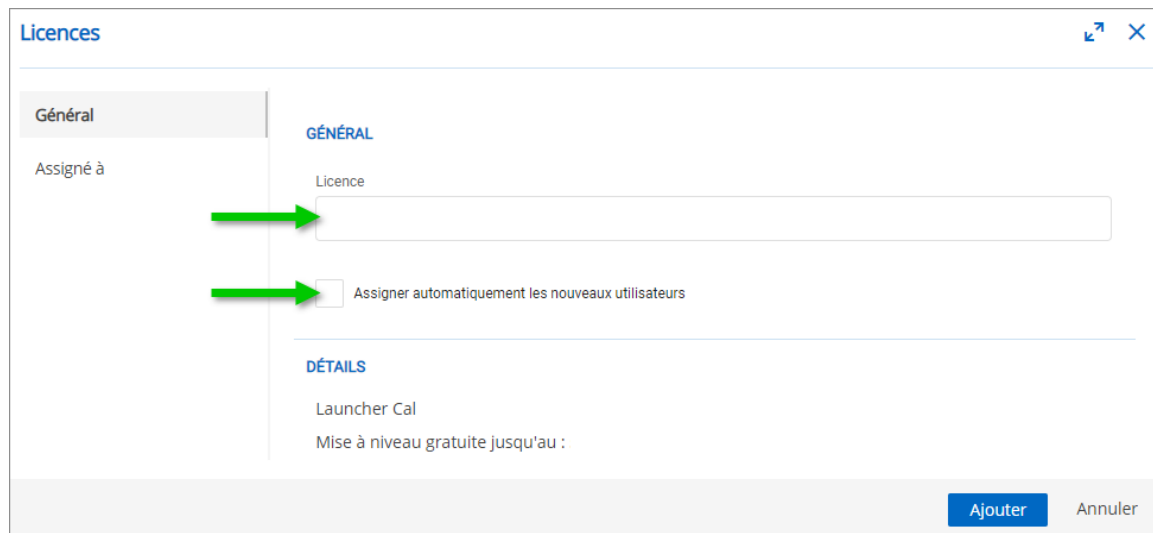 Licences
Général
Assigné à
GÉNÉRAL
Licence
Assigner automatiquement les nouveaux utilisateurs
DÉTAILS
Launcher Cal
Mise à niveau gratuite jusqu'au :
Ajouter
Annuler